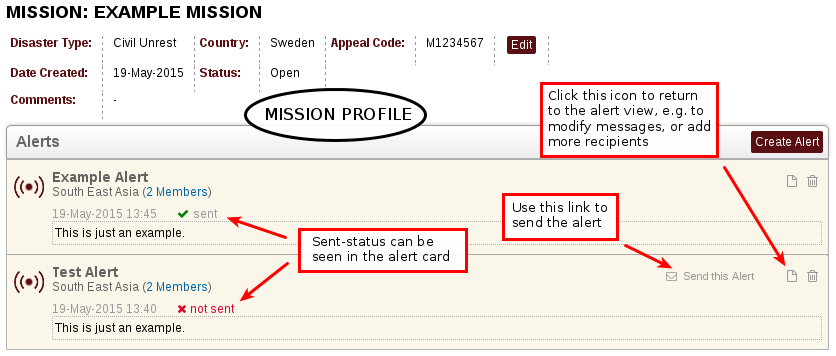 MISSION: EXAMPLE MISSION
Disaster Type: Civil Unrest Country: Sweden Appeal Code: M1234567 Edit
Date Created: 19-May-2015 Status: Open
Comments: -
MISSION PROFILE
Click this icon to return
to the alert view, e.g. to
modify messages, or add
more recipients
Alerts
Create Alert
Example Alert
South East Asia (2 Members)
19-May-2015 13:45 sent
This is just an example.
Use this link to
send the alert
Sent-status can be
seen in the alert card
Test Alert
South East Asia (2 Members)
Send this Alert
19-May-2015 13:40 not sent
This is just an example.